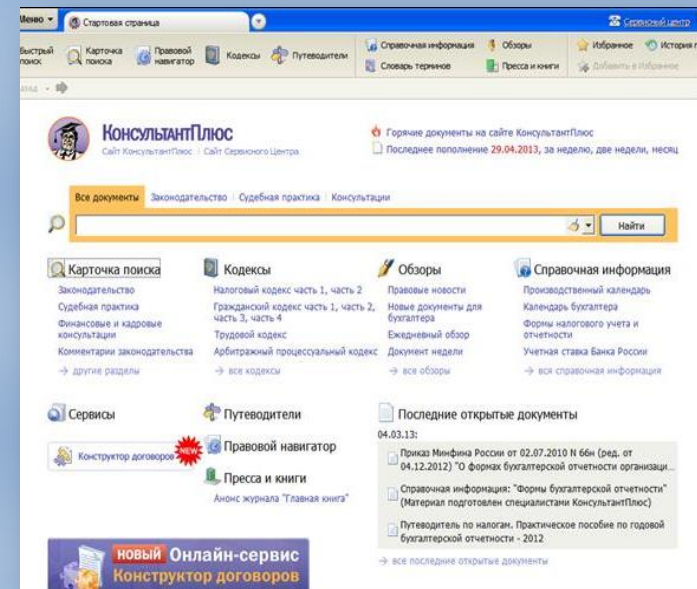 Меню Стартовая страница Сервисный центр
Быстрый поиск Карточка поиска Правовой навигатор Кодексы Путеводители Справочная информация Обзоры Избранное История
Словарь терминов Пресса и книги Добавить в Избранное
КонсультантПлюс
Сайт КонсультантПлюс Сайт Сервисного Центра
Горячие документы на сайте КонсультантПлюс
Последнее пополнение 29.04.2013, за неделю, две недели, месяц
Все документы Законодательство Судебная практика Консультации
Найти
Карточка поиска
Законодательство
Судебная практика
Финансовые и кадровые
консультации
Комментарии законодательства
→ другие разделы
Кодексы
Налоговый кодекс часть 1, часть 2
Гражданский кодекс часть 1, часть 2,
часть 3, часть 4
Трудовой кодекс
Арбитражный процессуальный кодекс
→ все кодексы
Обзоры
Правовые новости
Новые документы для
бухгалтера
Ежедневный обзор
Документ недели
→ все обзоры
Справочная информация
Производственный календарь
Календарь бухгалтера
Формы налогового учета и
отчетности
Учетная ставка Банка России
→ вся справочная информация
Сервисы
Конструктор договоров NEW
Путеводители
Правовой навигатор
Пресса и книги
Анонс журнала "Главная книга"
Последние открытые документы
04.03.13:
Приказ Минфина России от 02.07.2010 N 66н (ред. от
04.12.2012) "О формах бухгалтерской отчетности организаци...
Справочная информация: "Формы бухгалтерской отчетности"
(Материал подготовлен специалистами КонсультантПлюс)
Путеводитель по налогам. Практическое пособие по годовой
бухгалтерской отчетности - 2012
→ все последние открытые документы
НОВЫЙ Онлайн-сервис
Конструктор договоров